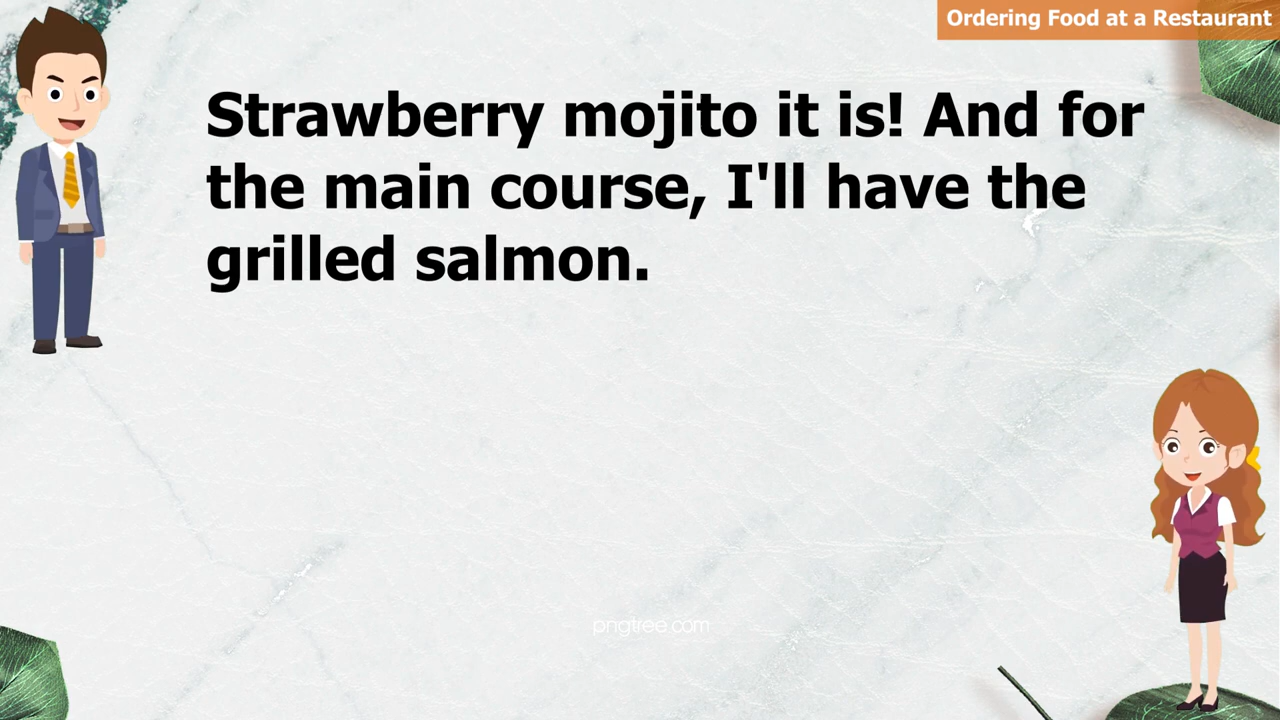 Ordering Food at a Restaurant
Strawberry mojito it is! And for
the main course, I'll have the
grilled salmon.
pngtree.com